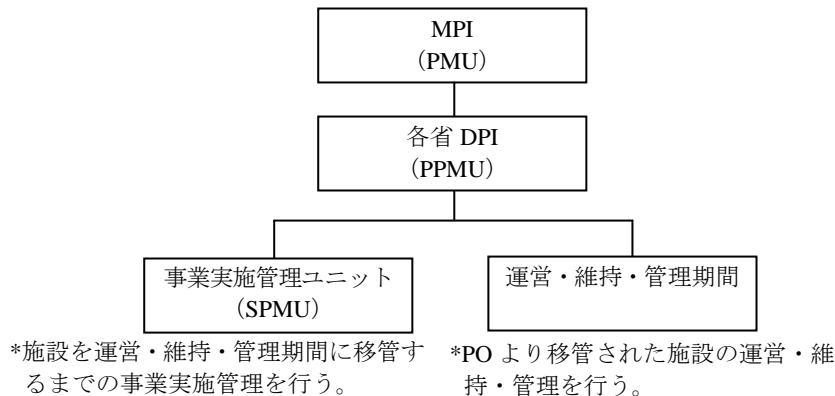 MPI
（PMU）
各省 DPI
（PPMU）
事業実施管理ユニット
（SPMU）
運営・維持・管理期間
*施設を運営・維持・管理期間に移管す
るまでの事業実施管理を行う。
*PO より移管された施設の運営・維
持・管理を行う。